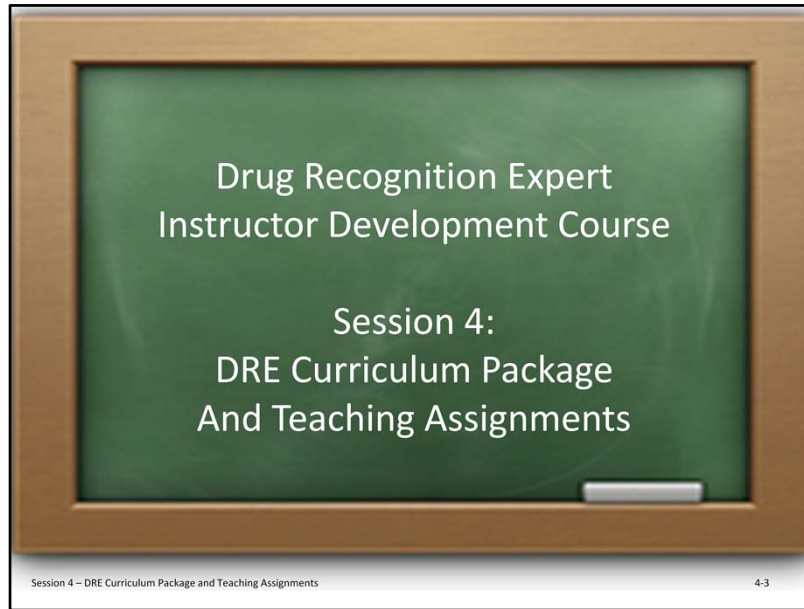 Drug Recognition Expert
Instructor Development Course
Session 4:
DRE Curriculum Package
And Teaching Assignments
Session 4 – DRE Curriculum Package and Teaching Assignments
4-3